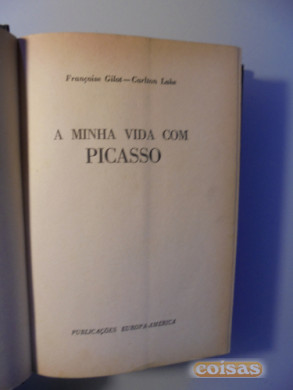 Françoise Gilot — Carlton Lake
A MINHA VIDA COM
PICASSO
PUBLICAÇÕES EUROPA-AMÉRICA
coisas